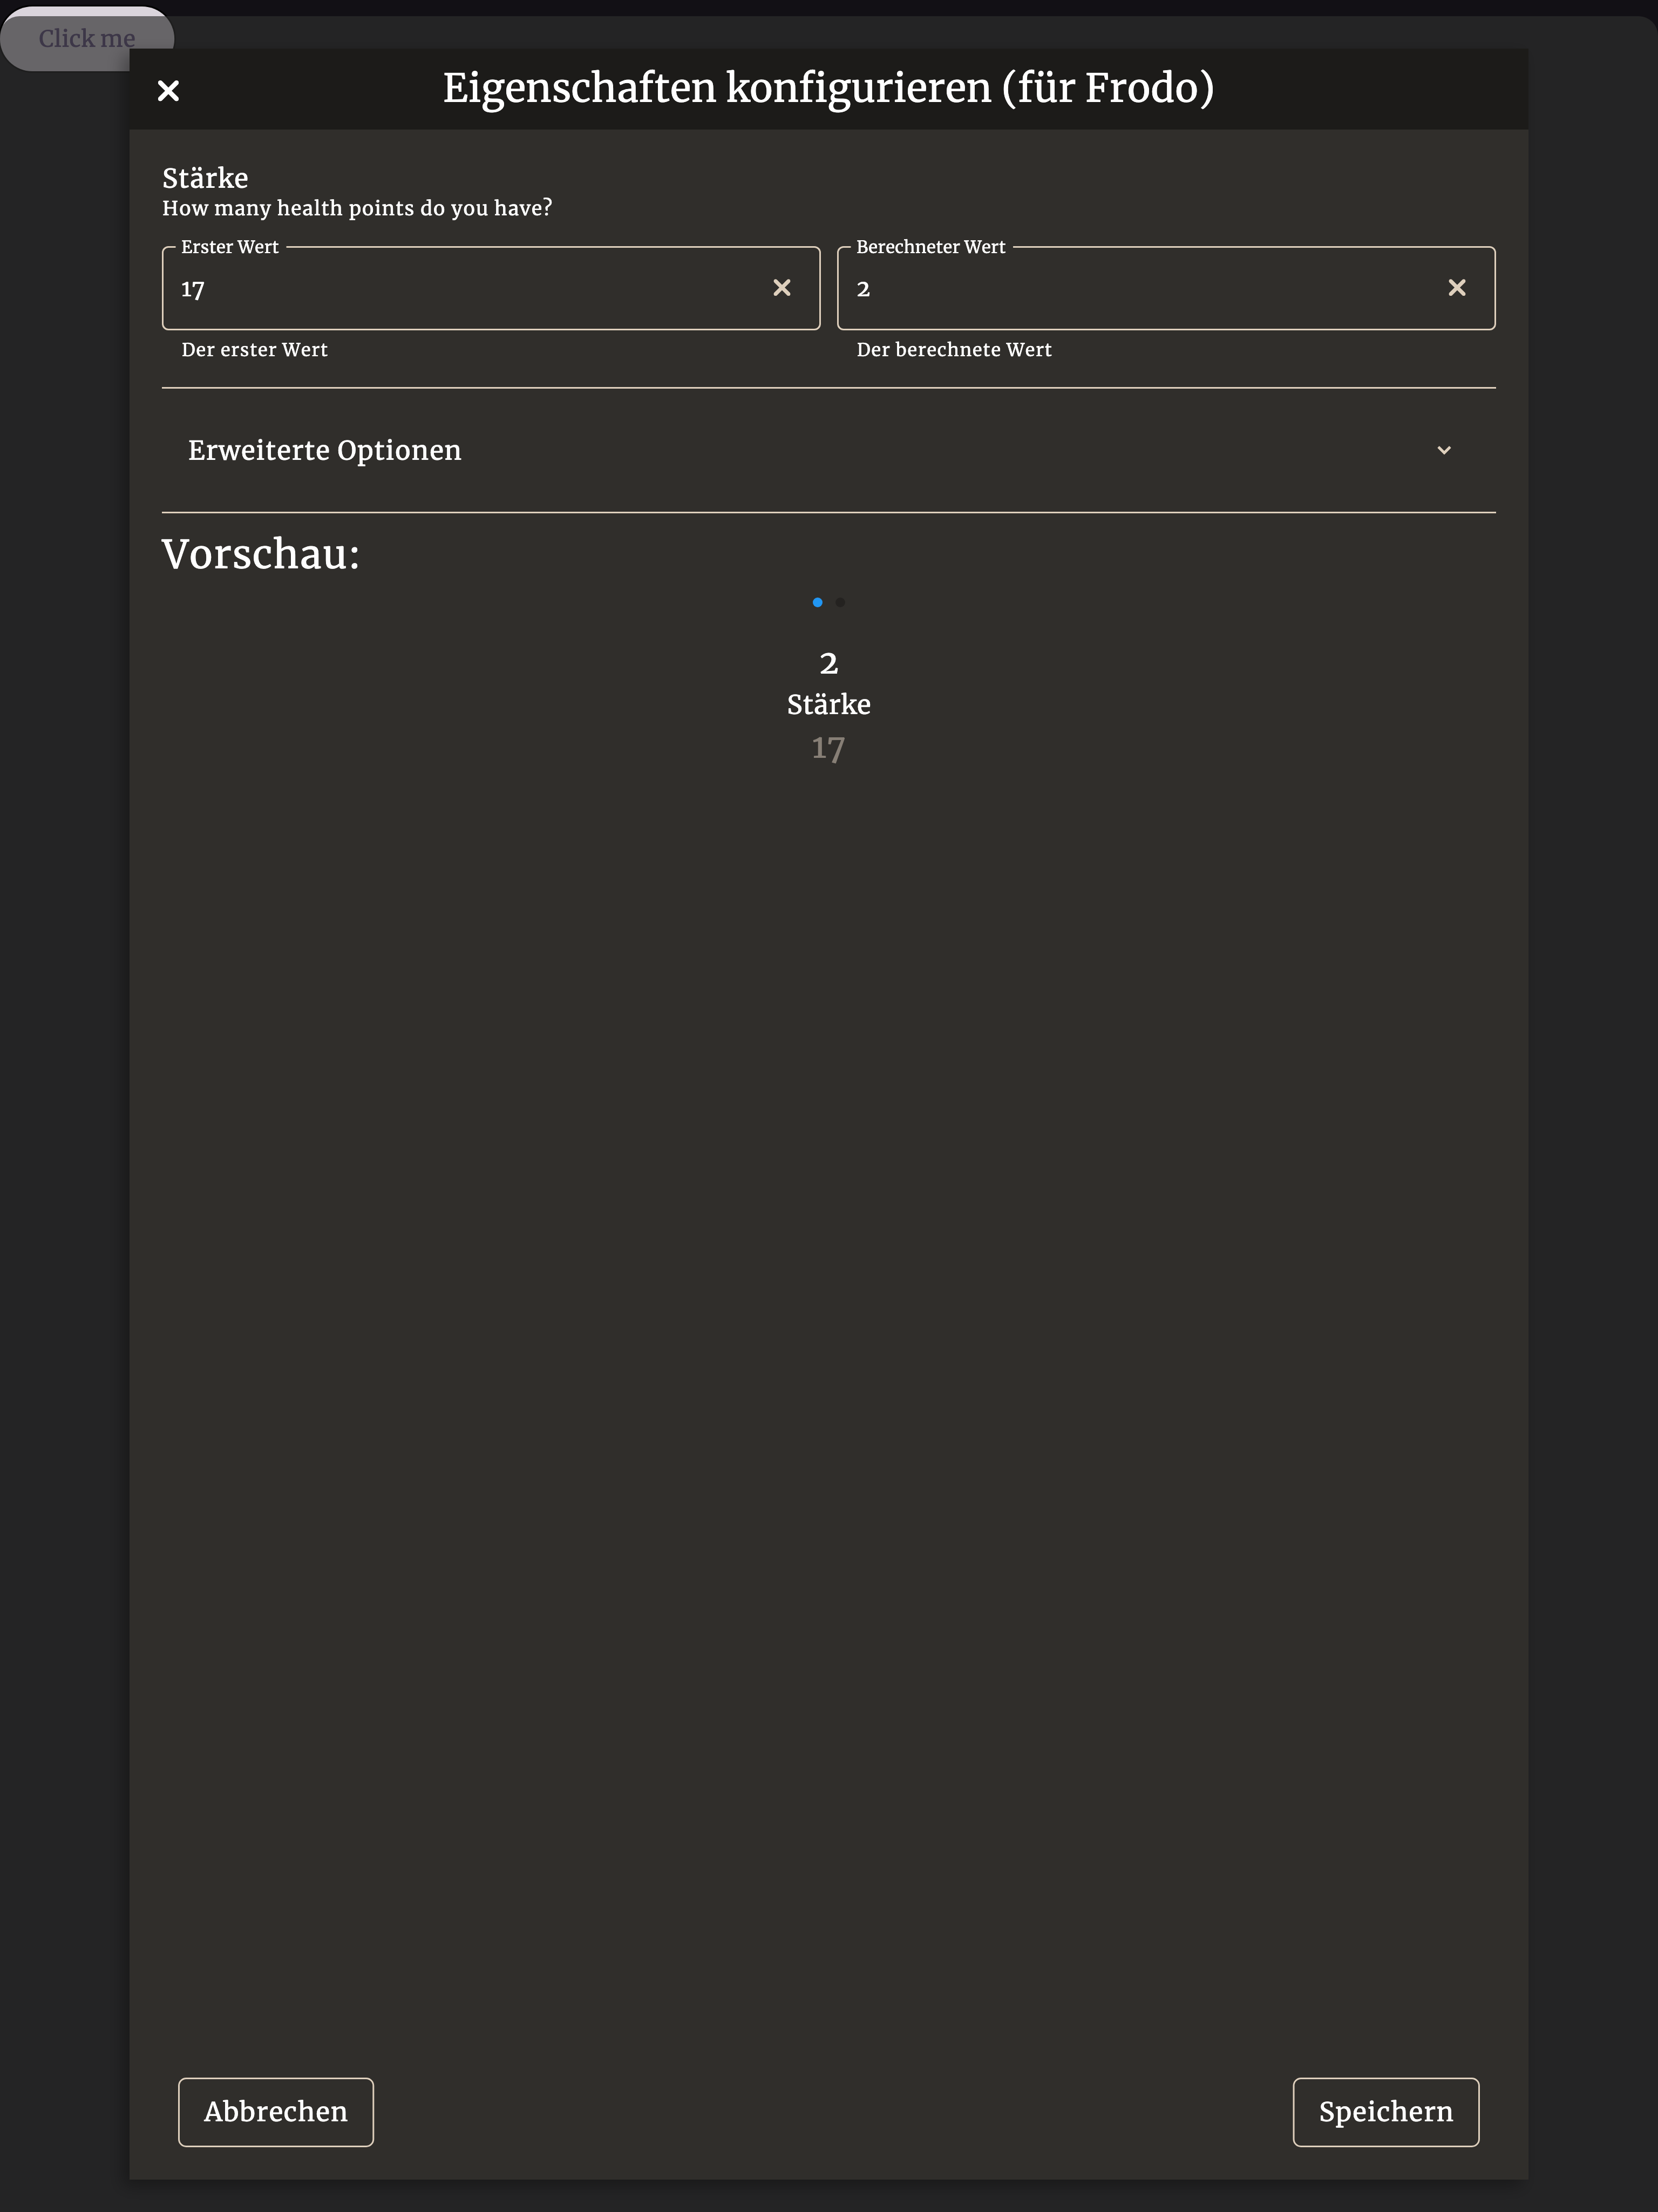 Click me
Eigenschaften konfigurieren (für Frodo)
Stärke
How many health points do you have?
Erster Wert
17
Der erster Wert
Berechneter Wert
2
Der berechnete Wert
Erweiterte Optionen
Vorschau:
2
Stärke
17
Abbrechen
Speichern